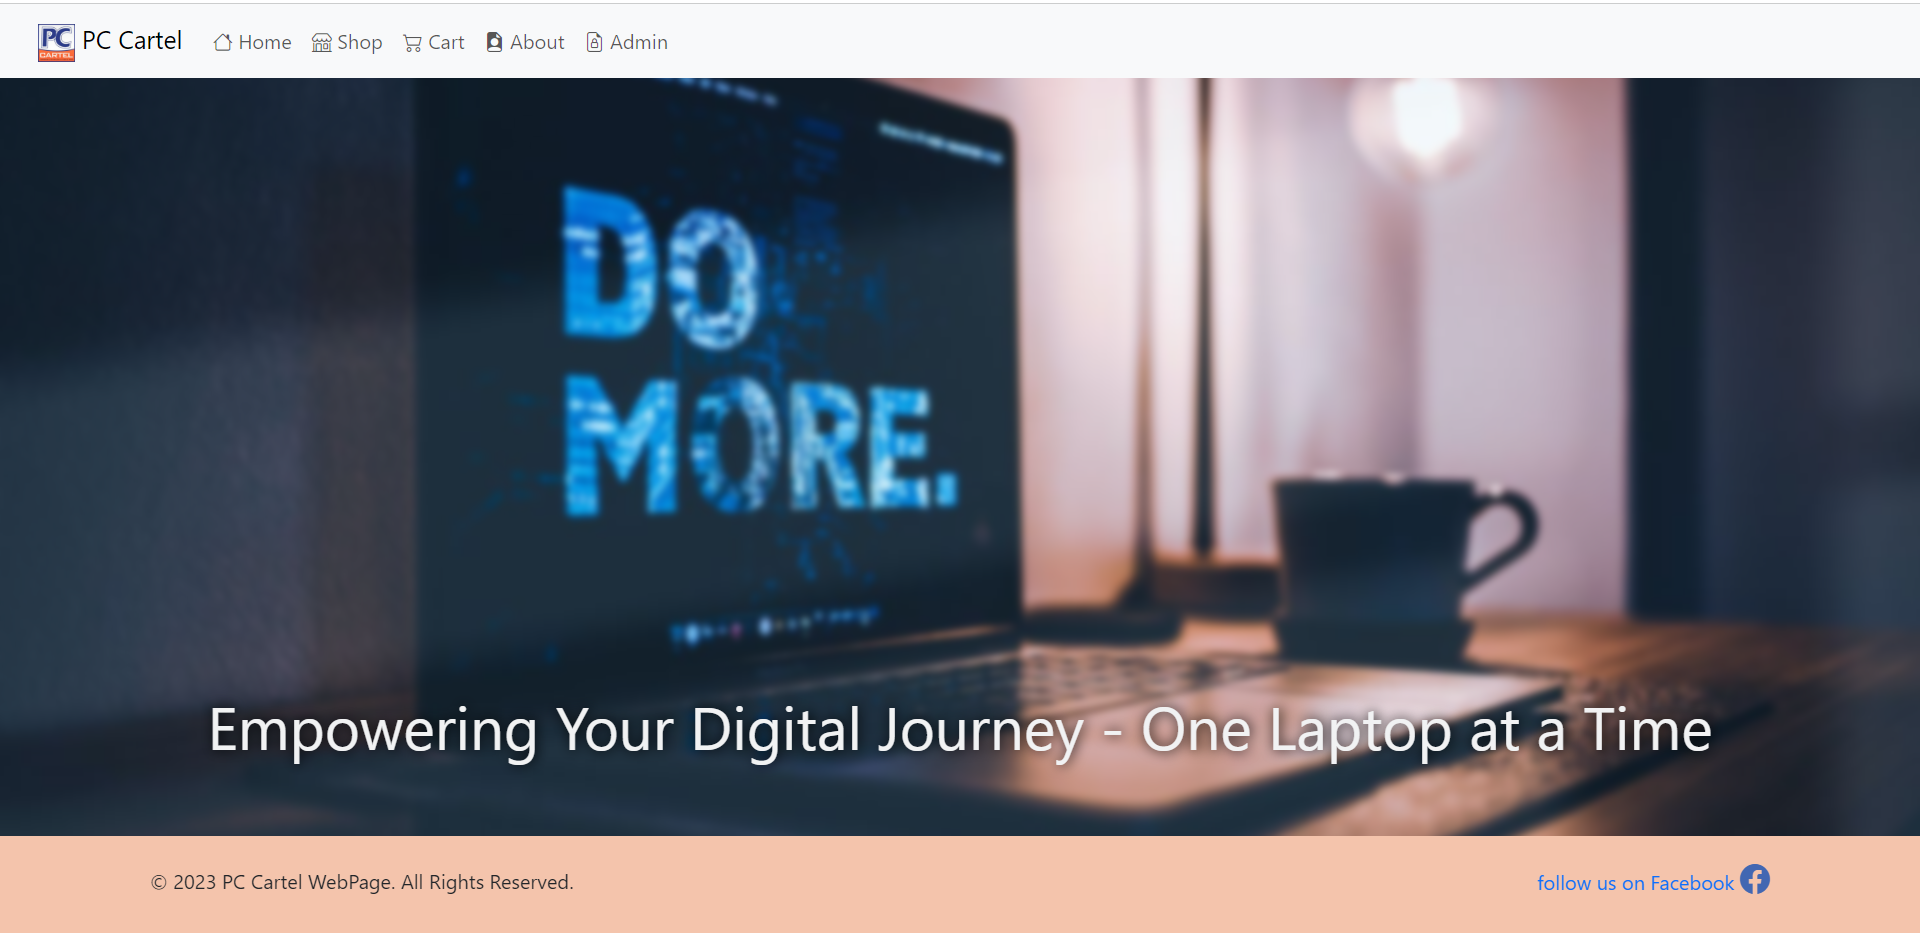 PC
CARTEL
PC Cartel
Home
Shop
Cart
About
Admin
DO
MORE.
Empowering Your Digital Journey - One Laptop at a Time
© 2023 PC Cartel WebPage. All Rights Reserved.
follow us on Facebook